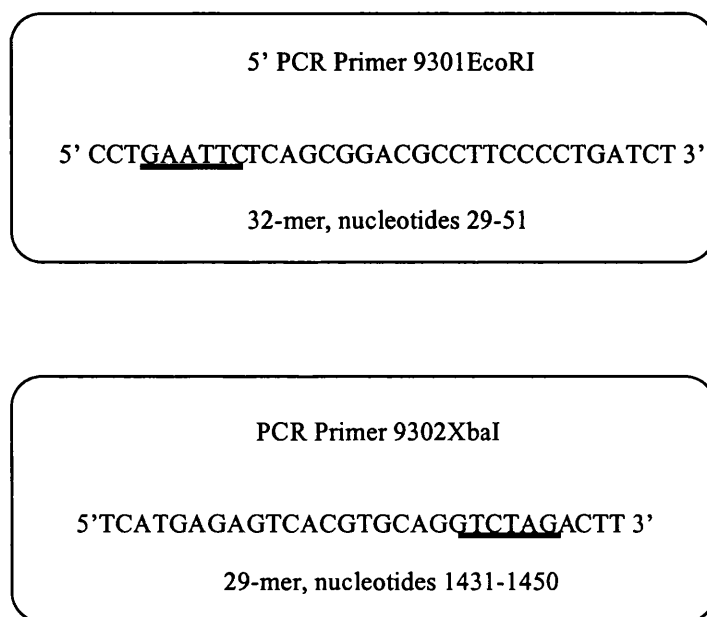 5' PCR Primer 9301EcoRI
5' CCTGAATTCTCAGCGGACGCCTTCCCCTGATCT 3'
32-mer, nucleotides 29-51
PCR Primer 9302XbaI
5'TCATGAGAGTCACGTGCAGGTCTAGACTT 3'
29-mer, nucleotides 1431-1450